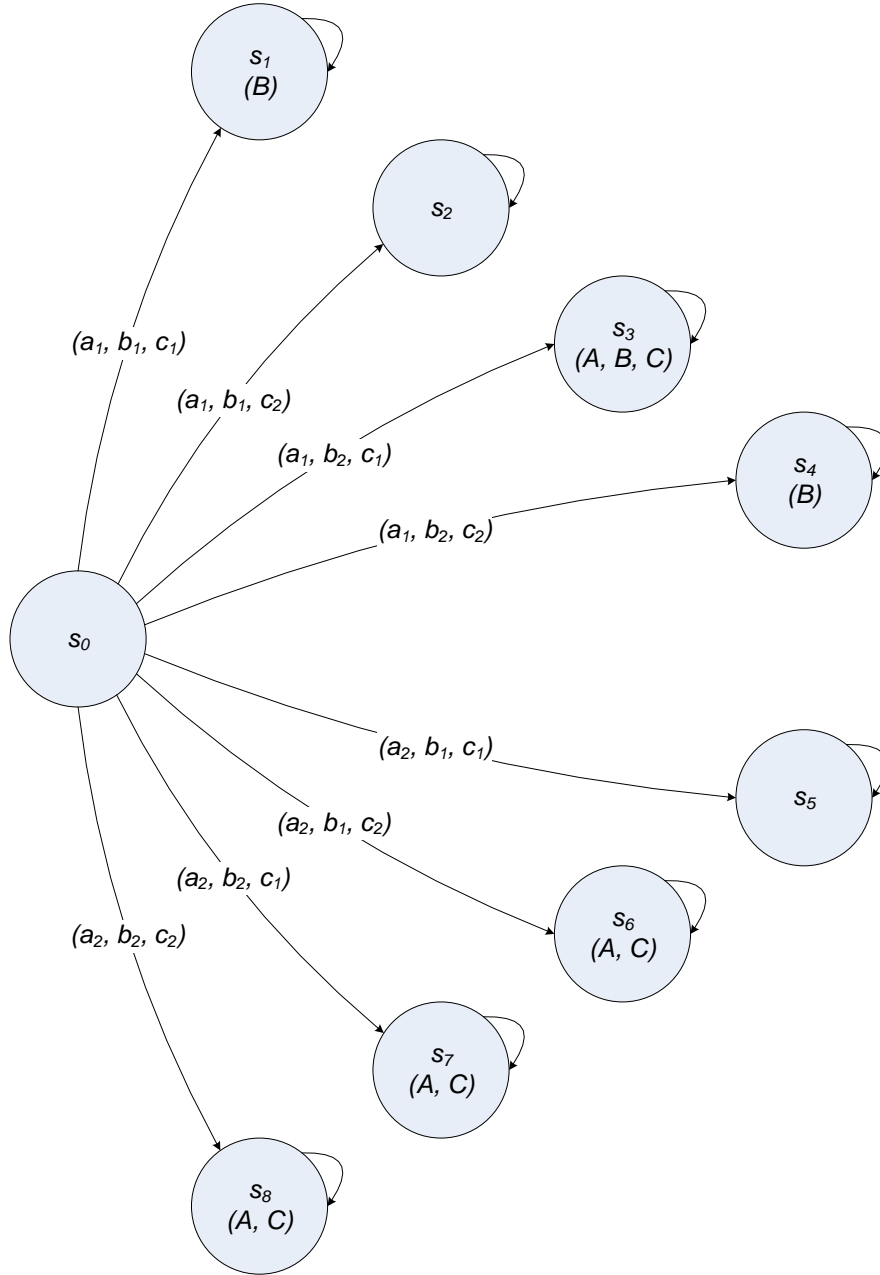 s₁
(B)
s₂
s₃
(A, B, C)
(a₁, b₁, c₁)
(a₁, b₁, c₂)
(a₁, b₂, c₁)
s₄
(B)
(a₁, b₂, c₂)
s₀
(a₂, b₁, c₁)
s₅
(a₂, b₁, c₂)
(a₂, b₂, c₁)
(a₂, b₂, c₂)
s₆
(A, C)
s₇
(A, C)
s₈
(A, C)